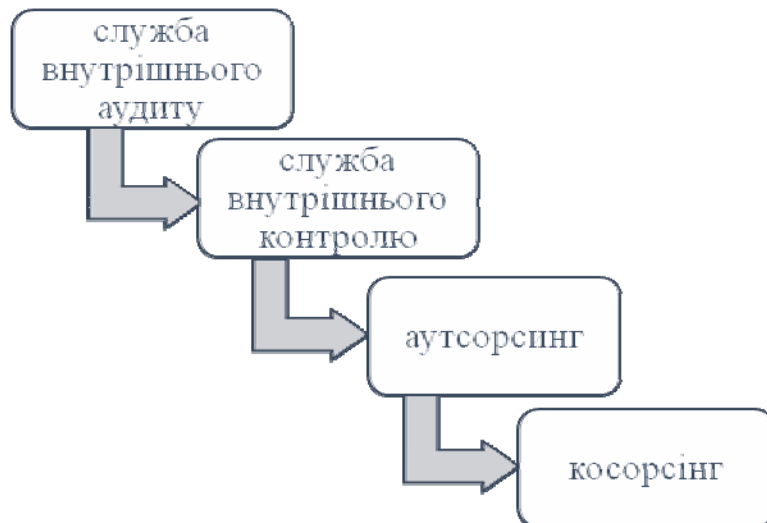 служба
внутрішнього
аудиту
служба
внутрішнього
контролю
аутсорсинг
косорсінг